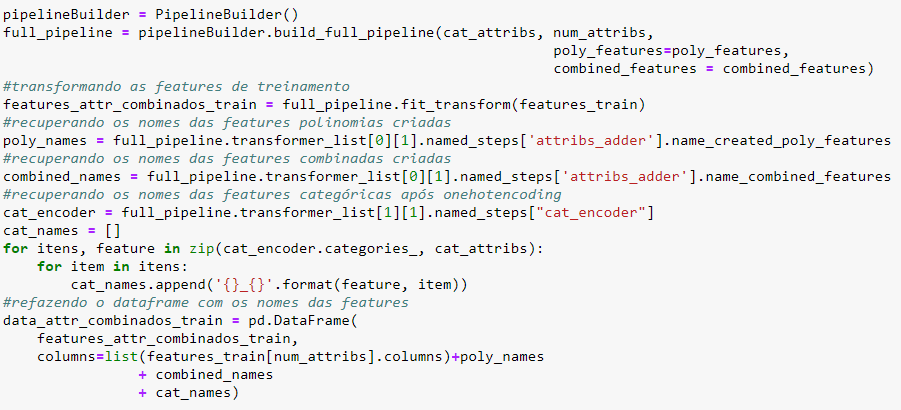 pipelineBuilder = PipelineBuilder()
full_pipeline = pipelineBuilder.build_full_pipeline(cat_attribs, num_attribs,
                                                    poly_features=poly_features,
                                                    combined_features = combined_features)
#transformando as features de treinamento
features_attr_combinados_train = full_pipeline.fit_transform(features_train)
#recuperando os nomes das features polinomias criadas
poly_names = full_pipeline.transformer_list[0][1].named_steps['attribs_adder'].name_created_poly_features
#recuperando os nomes das features combinadas criadas
combined_names = full_pipeline.transformer_list[0][1].named_steps['attribs_adder'].name_combined_features
#recuperando os nomes das features categóricas após onehotencoding
cat_encoder = full_pipeline.transformer_list[1][1].named_steps["cat_encoder"]
cat_names = []
for itens, feature in zip(cat_encoder.categories_, cat_attribs):
    for item in itens:
        cat_names.append('{}_{}'.format(feature, item))
#refazendo o dataframe com os nomes das features
data_attr_combinados_train = pd.DataFrame(
    features_attr_combinados_train,
    columns=list(features_train[num_attribs].columns)+poly_names
                + combined_names
                + cat_names)